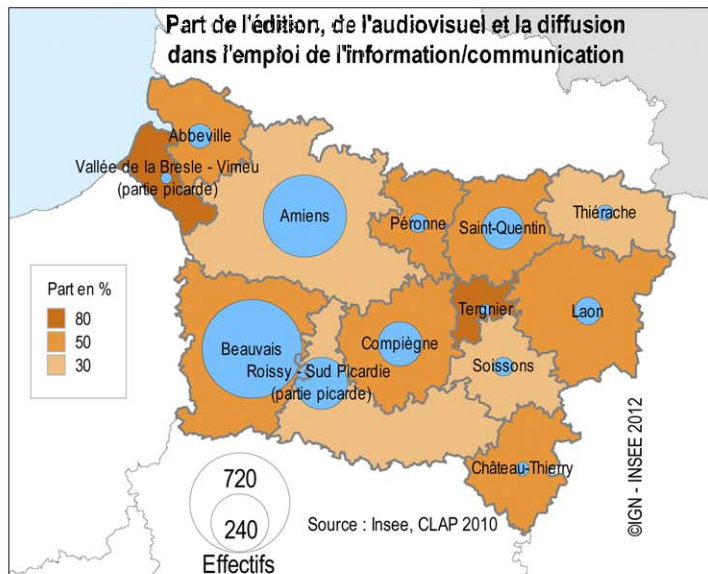 Part de l'édition, de l'audiovisuel et la diffusion
dans l'emploi de l'information/communication
Abbeville
Vallée de la Bresle - Vimeu
(partie picarde)
Amiens
Péronne
Saint-Quentin
Thiérache
Part en %
80
50
30
Tergnier
Laon
Beauvais
Compiègne
Roissy - Sud Picardie
(partie picarde)
Soissons
Château-Thierry
720
240
Effectifs
Source : Insee, CLAP 2010
©IGN - INSEE 2012